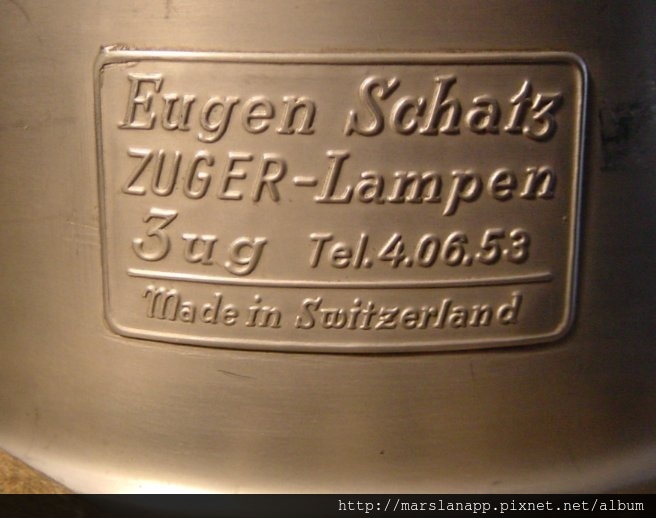 Eugen Schatz
ZUGER-Lampen
Zug Tel. 4.06.53
Made in Switzerland
http://marslanapp.pixnet.net/album